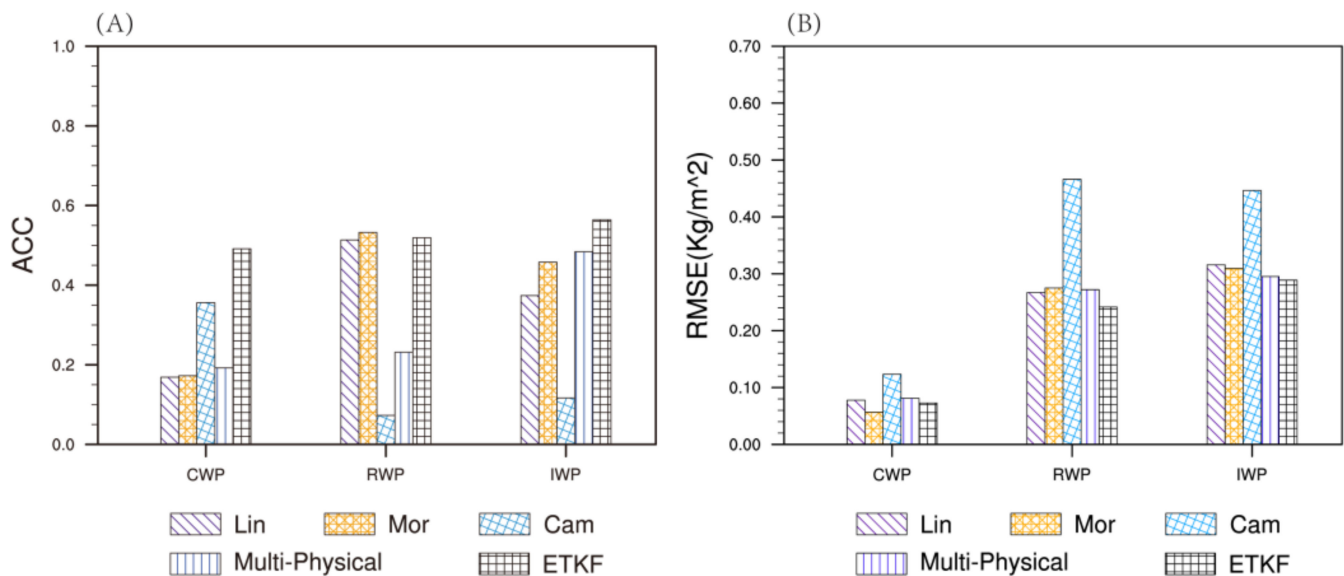 (A)
1.0
0.8
0.6
0.4
0.2
0.0
ACC
CWP RWP IWP
Lin Mor Cam
Multi-Physical ETKF
(B)
0.70
0.60
0.50
0.40
0.30
0.20
0.10
0.00
RMSE(Kg/m^2)
CWP RWP IWP
Lin Mor Cam
Multi-Physical ETKF